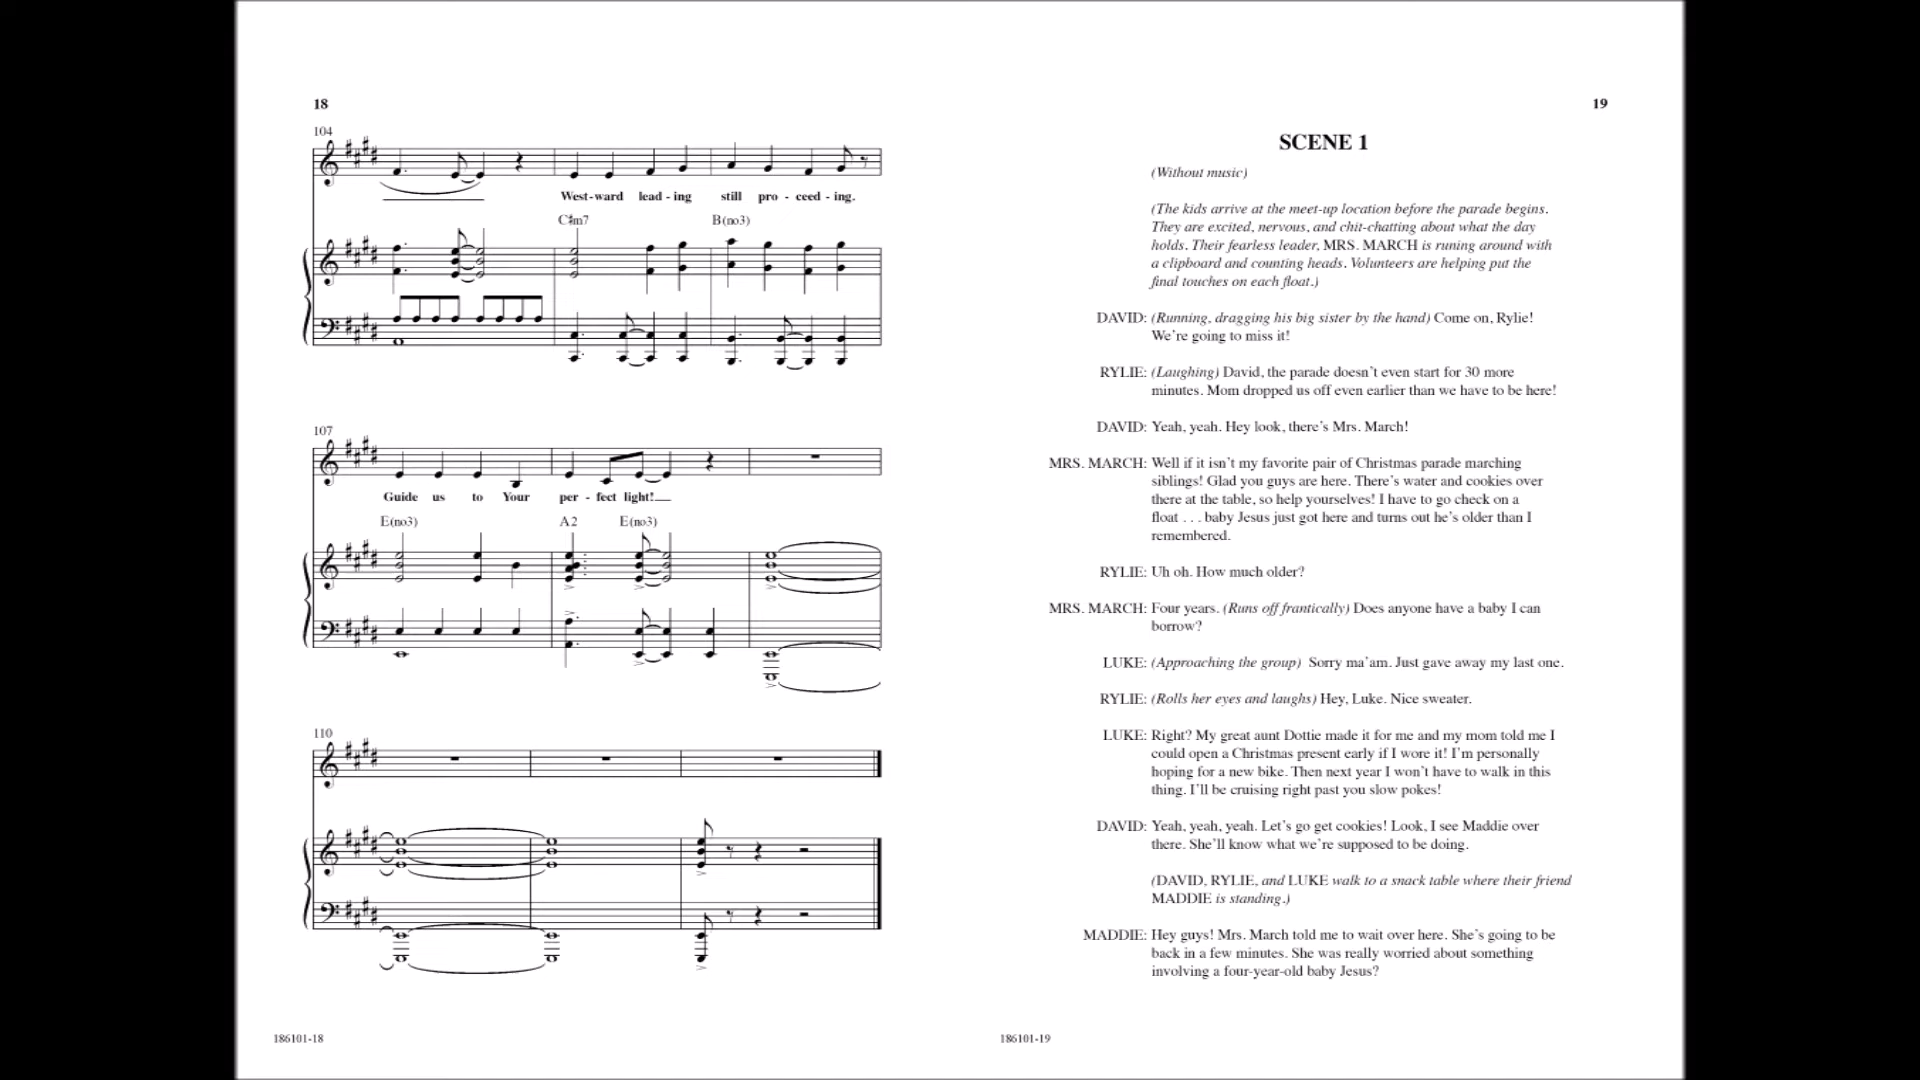 18
104
West-ward lead - ing still pro - ceed - ing.
C#m7 B(no3)
107
Guide us to Your per - fect light!
E(no3) A2 E(no3)
110
186101-18
19
SCENE 1
(Without music)
(The kids arrive at the meet-up location before the parade begins.
They are excited, nervous, and chit-chatting about what the day
holds. Their fearless leader, MRS. MARCH is runing around with
a clipboard and counting heads. Volunteers are helping put the
final touches on each float.)
DAVID: (Running, dragging his big sister by the hand) Come on, Rylie!
We're going to miss it!
RYLIE: (Laughing) David, the parade doesn't even start for 30 more
minutes. Mom dropped us off even earlier than we have to be here!
DAVID: Yeah, yeah. Hey look, there's Mrs. March!
MRS. MARCH: Well if it isn't my favorite pair of Christmas parade marching
siblings! Glad you guys are here. There's water and cookies over
there at the table, so help yourselves! I have to go check on a
float . . . baby Jesus just got here and turns out he's older than I
remembered.
RYLIE: Uh oh. How much older?
MRS. MARCH: Four years. (Runs off frantically) Does anyone have a baby I can
borrow?
LUKE: (Approaching the group) Sorry ma'am. Just gave away my last one.
RYLIE: (Rolls her eyes and laughs) Hey, Luke. Nice sweater.
LUKE: Right? My great aunt Dottie made it for me and my mom told me I
could open a Christmas present early if I wore it! I'm personally
hoping for a new bike. Then next year I won't have to walk in this
thing. I'll be cruising right past you slow pokes!
DAVID: Yeah, yeah, yeah. Let's go get cookies! Look, I see Maddie over
there. She'll know what we're supposed to be doing.
(DAVID, RYLIE, and LUKE walk to a snack table where their friend
MADDIE is standing.)
MADDIE: Hey guys! Mrs. March told me to wait over here. She's going to be
back in a few minutes. She was really worried about something
involving a four-year-old baby Jesus?
186101-19